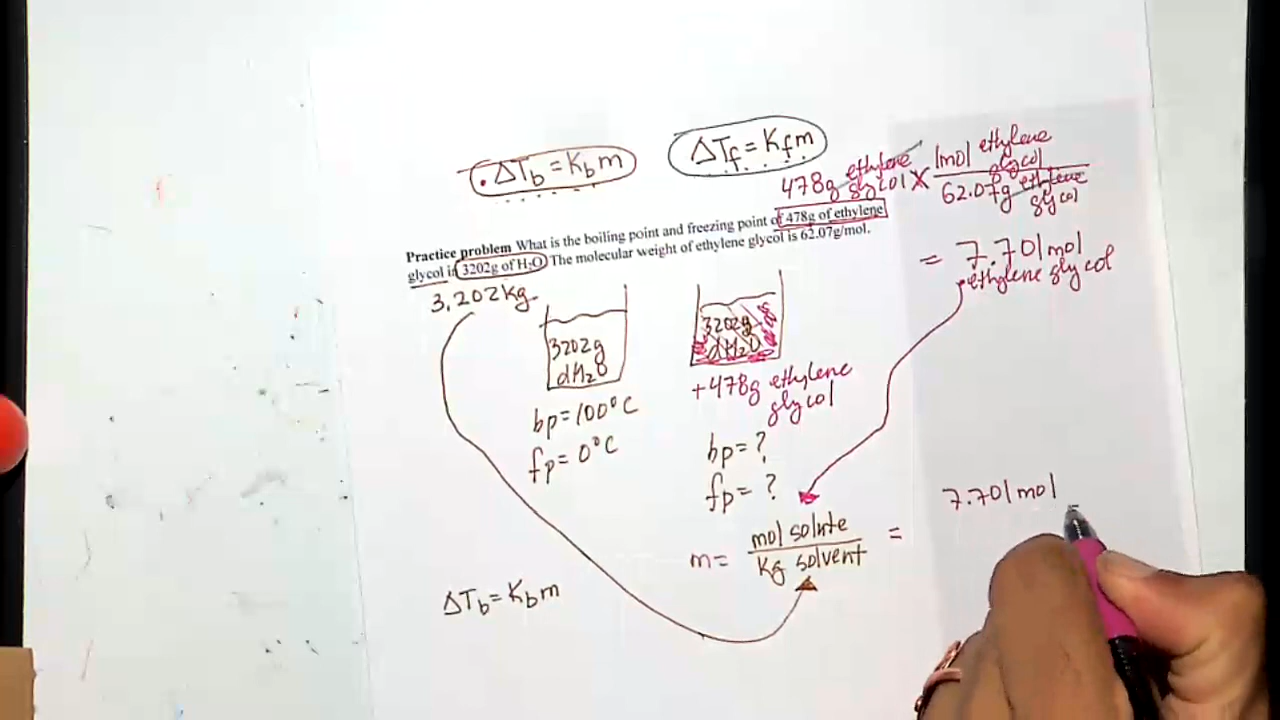 ΔTb = Kbm
ΔTf = Kfm
478g ethylene glycol X 1mol ethylene glycol
62.07g ethylene glycol
Practice problem What is the boiling point and freezing point of 478g of ethylene
glycol in 3202g of H₂O The molecular weight of ethylene glycol is 62.07g/mol.
= 7.701mol
ethylene glycol
3.202kg
3202g
dH₂O
bp=100°C
fp=0°C
3202g
dH₂O
+478g ethylene
glycol
bp=?
fp=?
m= mol solute
kg solvent
= 7.701mol
ΔTb=Kbm